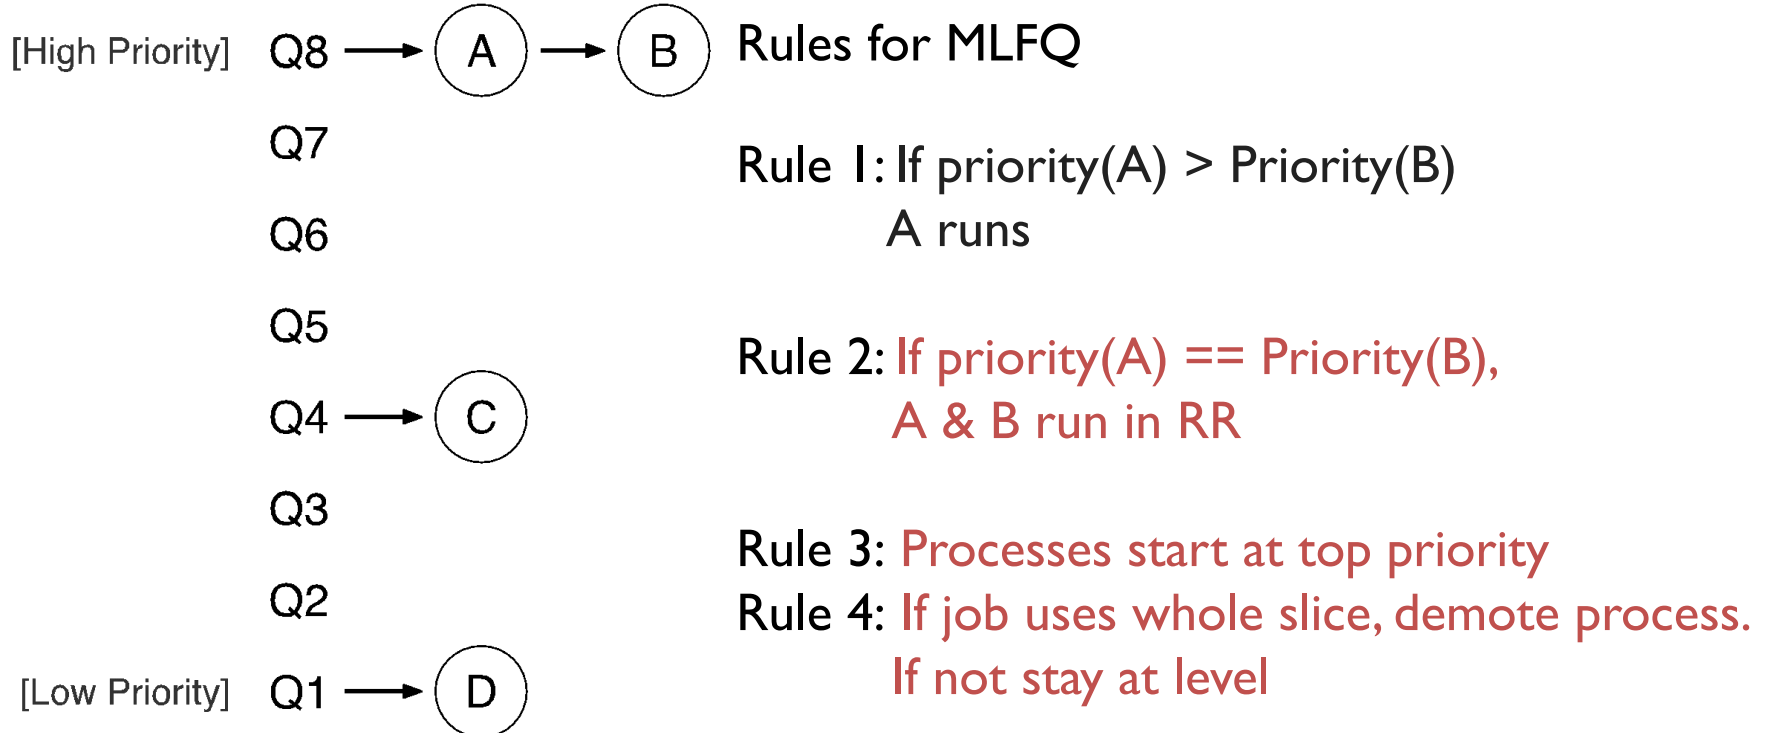 [High Priority] Q8 A B
Q7
Q6
Q5
Q4 C
Q3
Q2
[Low Priority] Q1 D
Rules for MLFQ
Rule 1: If priority(A) > Priority(B)
A runs
Rule 2: If priority(A) == Priority(B),
A & B run in RR
Rule 3: Processes start at top priority
Rule 4: If job uses whole slice, demote process.
If not stay at level